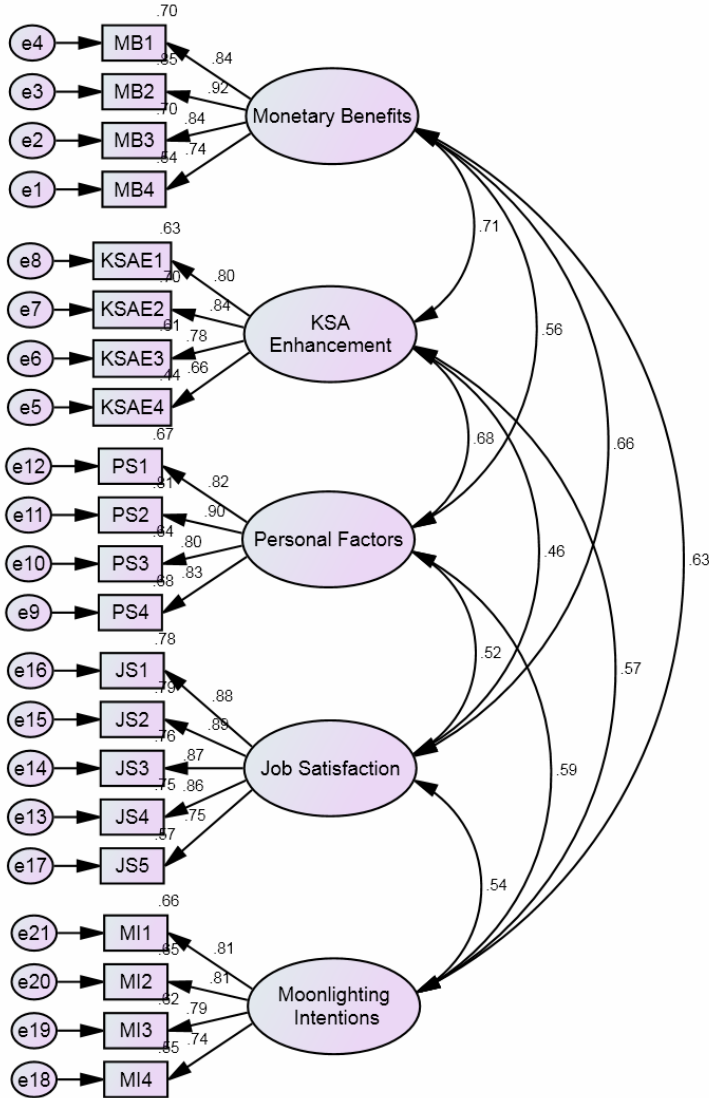 .70
e4 MB1 .84
.85
e3 MB2 .92
Monetary Benefits
.70
e2 MB3 .84
.54 .74
e1 MB4
.71
.63
e8 KSAE1 .80
.70
e7 KSAE2 .84
KSA
Enhancement
.56
.61
e6 KSAE3 .78
.44 .66
e5 KSAE4
.68
.66
.67
e12 PS1 .82
.81
e11 PS2 .90
Personal Factors
.46
.64
e10 PS3 .80
.63
.68 .83
e9 PS4
.52
.57
.78
e16 JS1 .88
.79
e15 JS2 .89
.76
e14 JS3 .87
Job Satisfaction
.59
.75 .86
e13 JS4 .75
.57
e17 JS5
.54
.66
e21 MI1 .81
.65
e20 MI2 .81
Moonlighting
Intentions
.62
e19 MI3 .79
.55 .74
e18 MI4